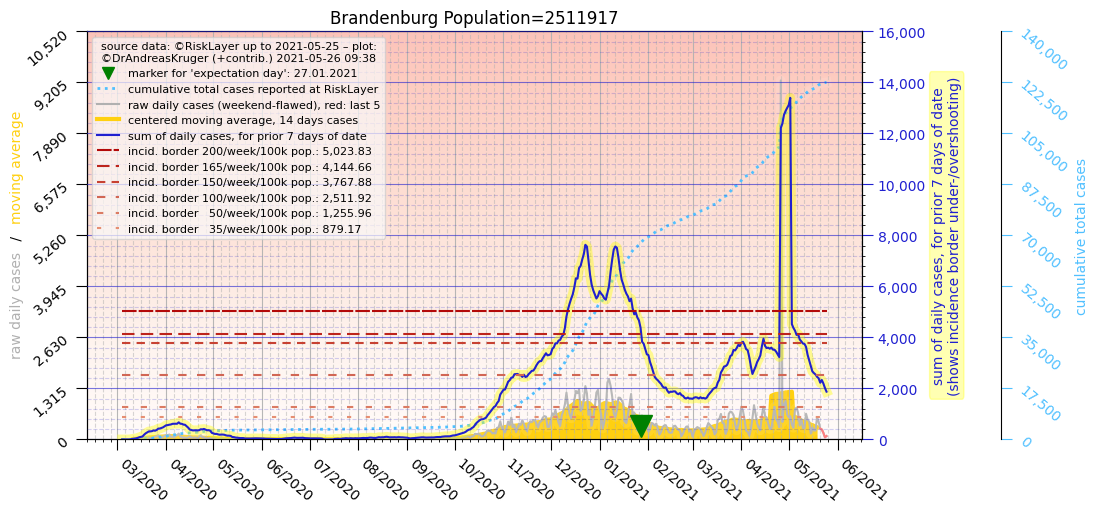 Brandenburg Population=2511917
source data: ©RiskLayer up to 2021-05-25 – plot:
©DrAndreasKruger (+contrib.) 2021-05-26 09:38
marker for 'expectation day': 27.01.2021
cumulative total cases reported at RiskLayer
raw daily cases (weekend-flawed), red: last 5
centered moving average, 14 days cases
sum of daily cases, for prior 7 days of date
incid. border 200/week/100k pop.: 5,023.83
incid. border 165/week/100k pop.: 4,144.66
incid. border 150/week/100k pop.: 3,767.88
incid. border 100/week/100k pop.: 2,511.92
incid. border   50/week/100k pop.: 1,255.96
incid. border   35/week/100k pop.: 879.17
raw daily cases / moving average
10,520
9,205
7,890
6,575
5,260
3,945
2,630
1,315
0
03/2020
04/2020
05/2020
06/2020
07/2020
08/2020
09/2020
10/2020
11/2020
12/2020
01/2021
02/2021
03/2021
04/2021
05/2021
06/2021
16,000
14,000
12,000
10,000
8,000
6,000
4,000
2,000
0
sum of daily cases, for prior 7 days of date
(shows incidence border under-/overshooting)
140,000
122,500
105,000
87,500
70,000
52,500
35,000
17,500
0
cumulative total cases